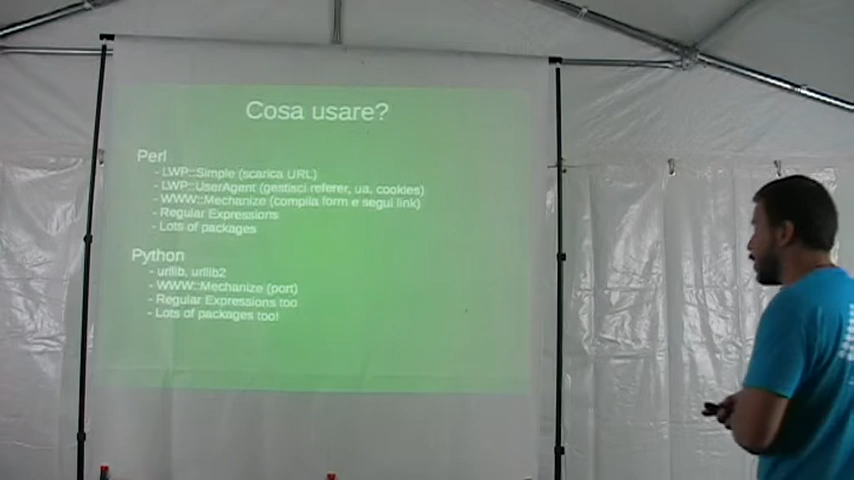 Cosa usare?
Perl
- LWP::Simple (scarica URL)
- LWP::UserAgent (gestisci referer, ua, cookies)
- WWW::Mechanize (compila form e segui link)
- Regular Expressions
- Lots of packages
Python
- urllib, urllib2
- WWW::Mechanize (port)
- Regular Expressions too
- Lots of packages too!